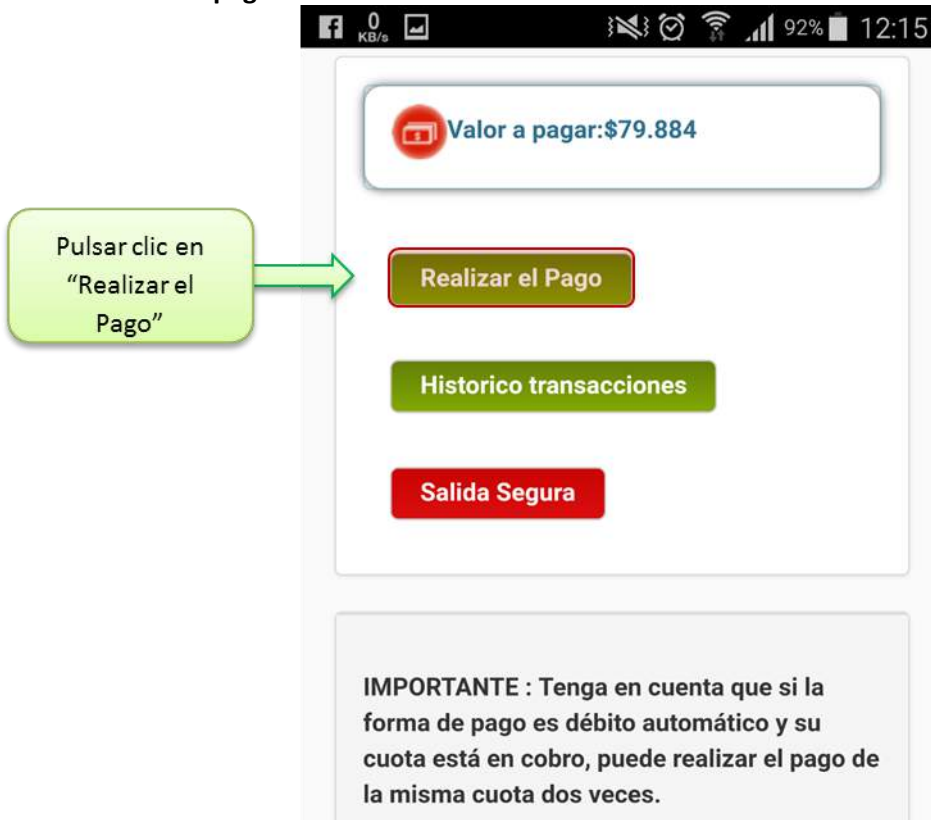 pag
0
KB/s
92%
12:15
Valor a pagar:$79.884
Pulsar clic en
“Realizar el
Pago”
Realizar el Pago
Historico transacciones
Salida Segura
IMPORTANTE : Tenga en cuenta que si la
forma de pago es débito automático y su
cuota está en cobro, puede realizar el pago de
la misma cuota dos veces.